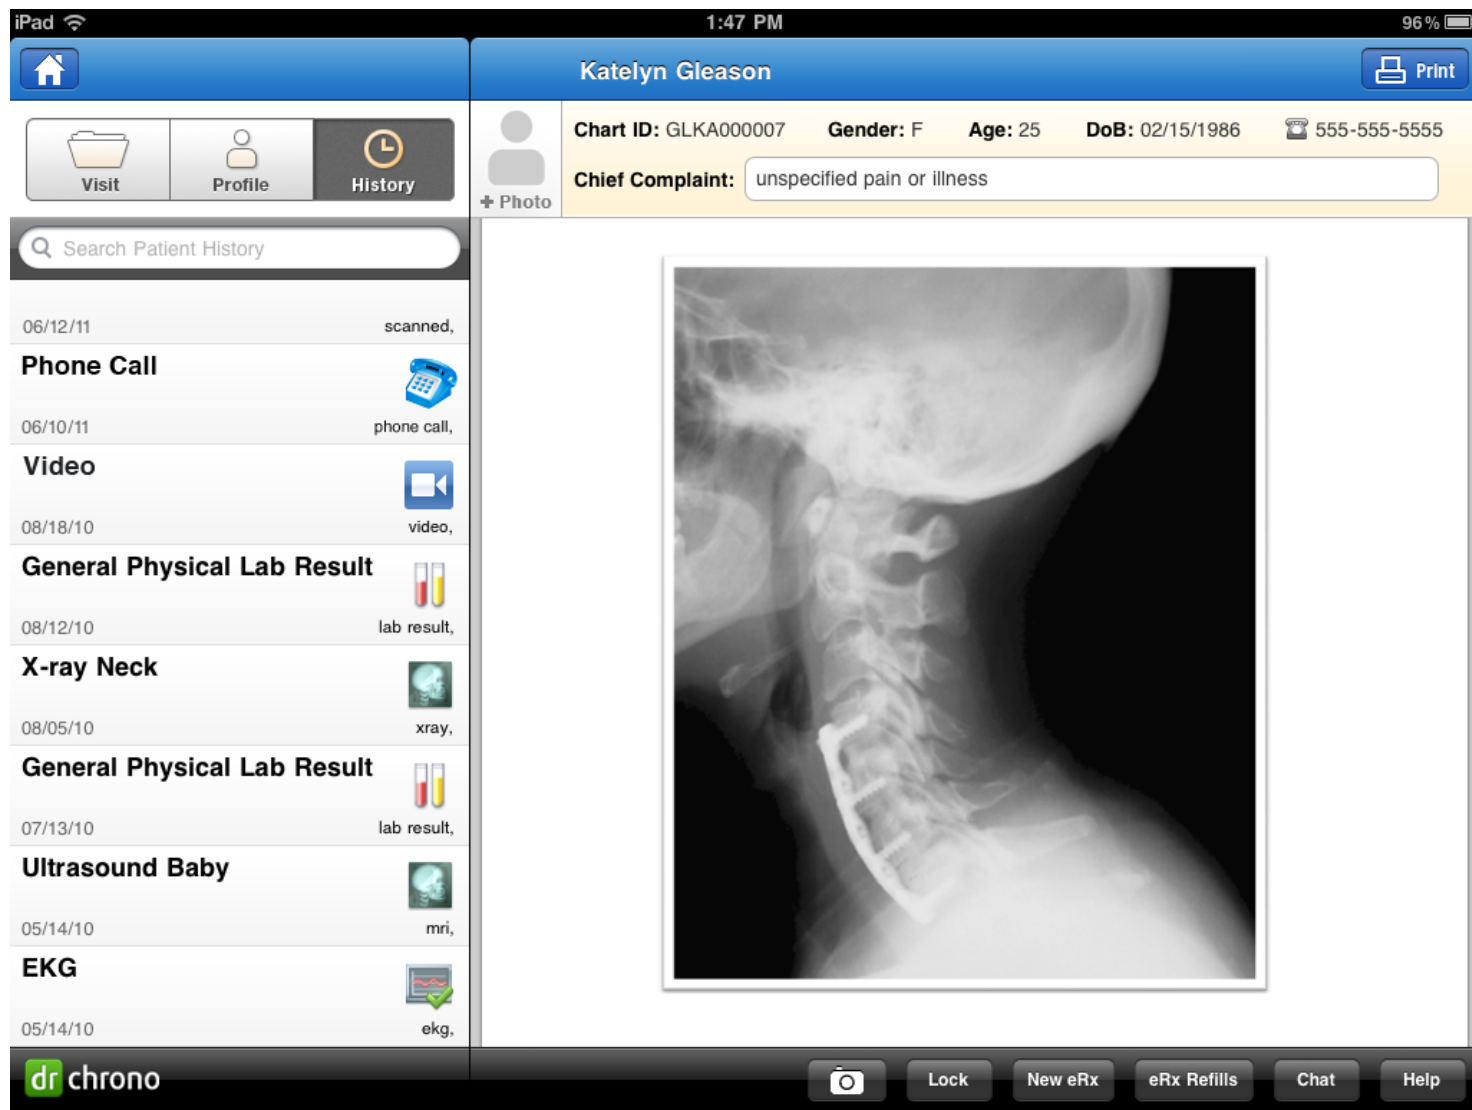 iPad 1:47 PM 96%
Katelyn Gleason Print
Visit Profile History
+ Photo
Chart ID: GLKA000007 Gender: F Age: 25 DoB: 02/15/1986 555-555-5555
Chief Complaint: unspecified pain or illness
Search Patient History
06/12/11 scanned,
Phone Call
06/10/11 phone call,
Video
08/18/10 video,
General Physical Lab Result
08/12/10 lab result,
X-ray Neck
08/05/10 xray,
General Physical Lab Result
07/13/10 lab result,
Ultrasound Baby
05/14/10 mri,
EKG
05/14/10 ekg,
dr chrono Lock New eRx eRx Refills Chat Help